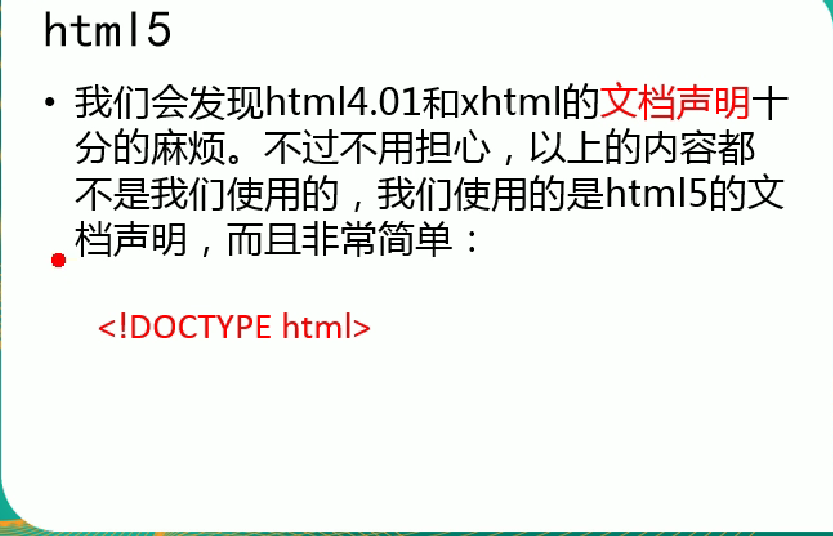 html5
• 我们会发现html4.01和xhtml的文档声明十
分的麻烦。不过不用担心，以上的内容都
不是我们使用的，我们使用的是html5的文
档声明，而且非常简单：
<!DOCTYPE html>